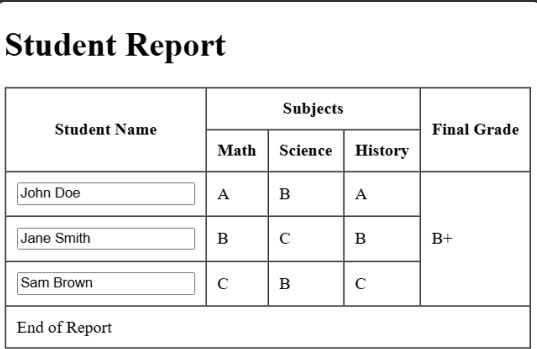 Student Report
Student Name
Subjects
Final Grade
Math Science History
John Doe A B A
Jane Smith B C B B+
Sam Brown C B C
End of Report